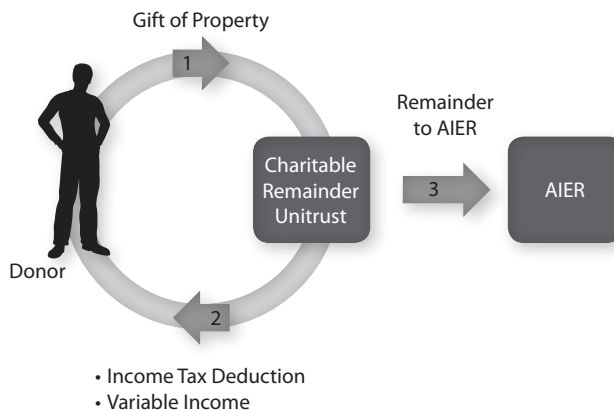 Gift of Property
1
Remainder
to AIER
Charitable
Remainder
Unitrust
3
AIER
Donor
2
• Income Tax Deduction
• Variable Income